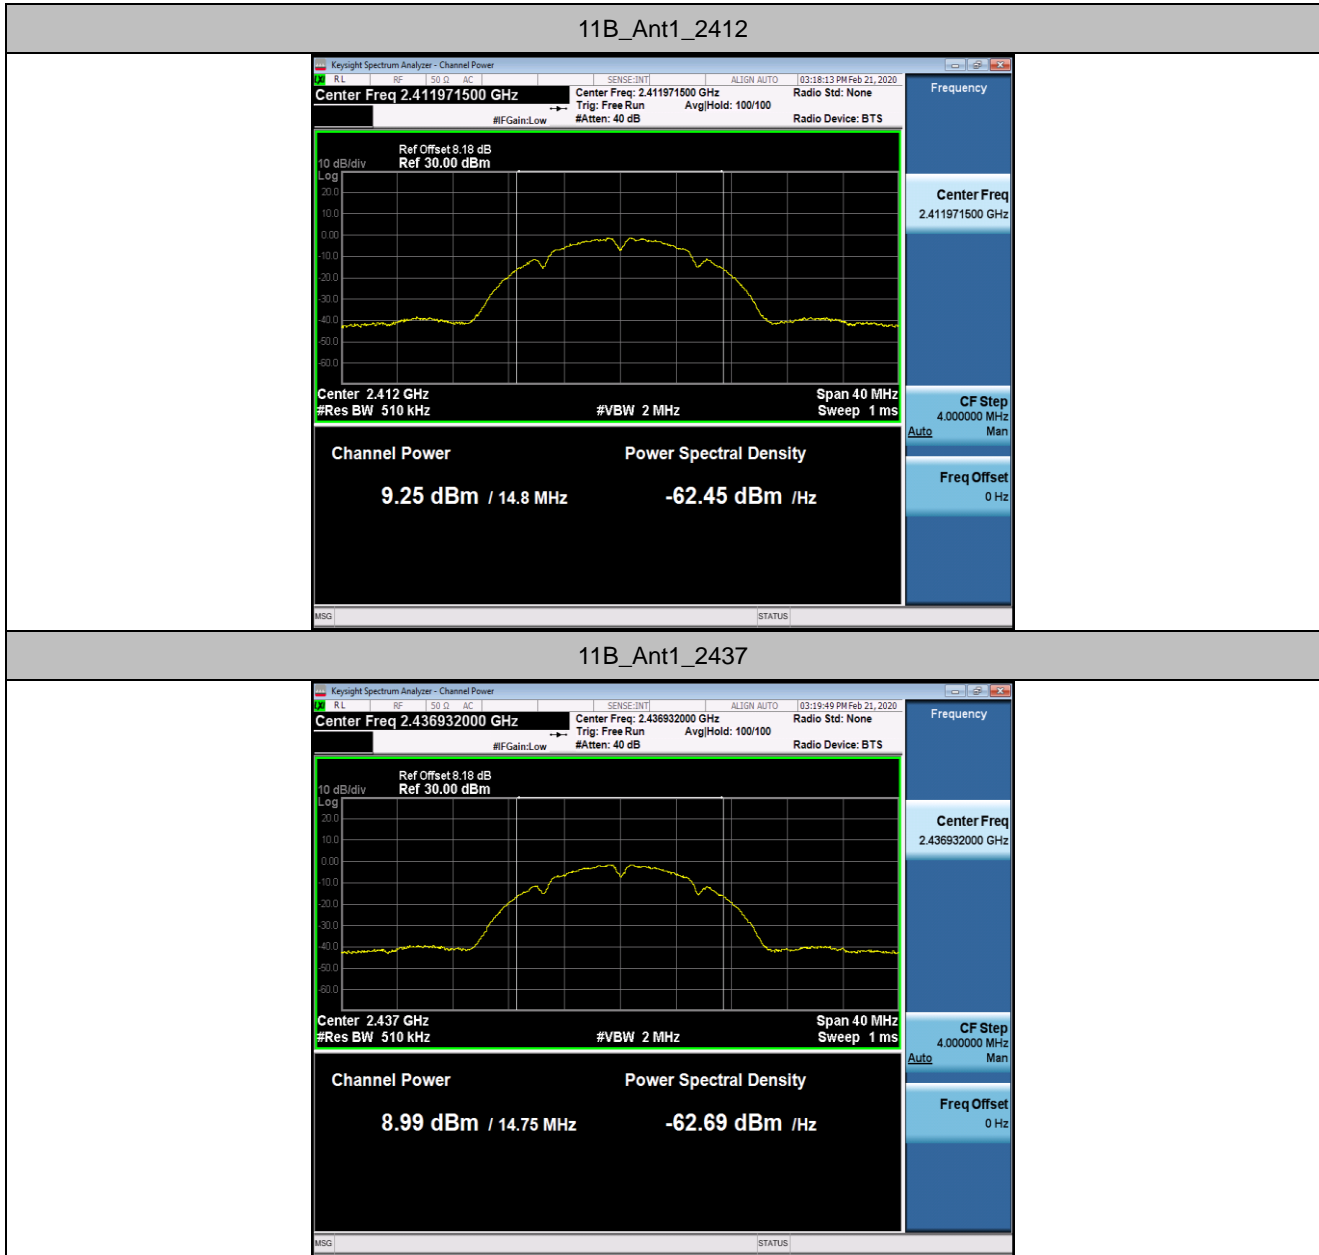 11B_Ant1_2412
Keysight Spectrum Analyzer - Channel Power
RL RF 50 Ω AC SENSE:INT ALIGN AUTO 03:18:13 PM Feb 21, 2020
Center Freq 2.411971500 GHz
Center Freq: 2.411971500 GHz Radio Std: None
Trig: Free Run Avg|Hold: 100/100
#IFGain:Low #Atten: 40 dB Radio Device: BTS
Frequency
Ref Offset 8.18 dB
10 dB/div Ref 30.00 dBm
Log
20.0
10.0
0.00
-10.0
-20.0
-30.0
-40.0
-50.0
-60.0
Center Freq
2.411971500 GHz
Center 2.412 GHz Span 40 MHz
#Res BW 510 kHz #VBW 2 MHz Sweep 1 ms
CF Step
4.000000 MHz
Auto Man
Freq Offset
0 Hz
Channel Power Power Spectral Density
9.25 dBm / 14.8 MHz -62.45 dBm /Hz
MSG STATUS
11B_Ant1_2437
Keysight Spectrum Analyzer - Channel Power
RL RF 50 Ω AC SENSE:INT ALIGN AUTO 03:19:49 PM Feb 21, 2020
Center Freq 2.436932000 GHz
Center Freq: 2.436932000 GHz Radio Std: None
Trig: Free Run Avg|Hold: 100/100
#IFGain:Low #Atten: 40 dB Radio Device: BTS
Frequency
Ref Offset 8.18 dB
10 dB/div Ref 30.00 dBm
Log
20.0
10.0
0.00
-10.0
-20.0
-30.0
-40.0
-50.0
-60.0
Center Freq
2.436932000 GHz
Center 2.437 GHz Span 40 MHz
#Res BW 510 kHz #VBW 2 MHz Sweep 1 ms
CF Step
4.000000 MHz
Auto Man
Freq Offset
0 Hz
Channel Power Power Spectral Density
8.99 dBm / 14.75 MHz -62.69 dBm /Hz
MSG STATUS